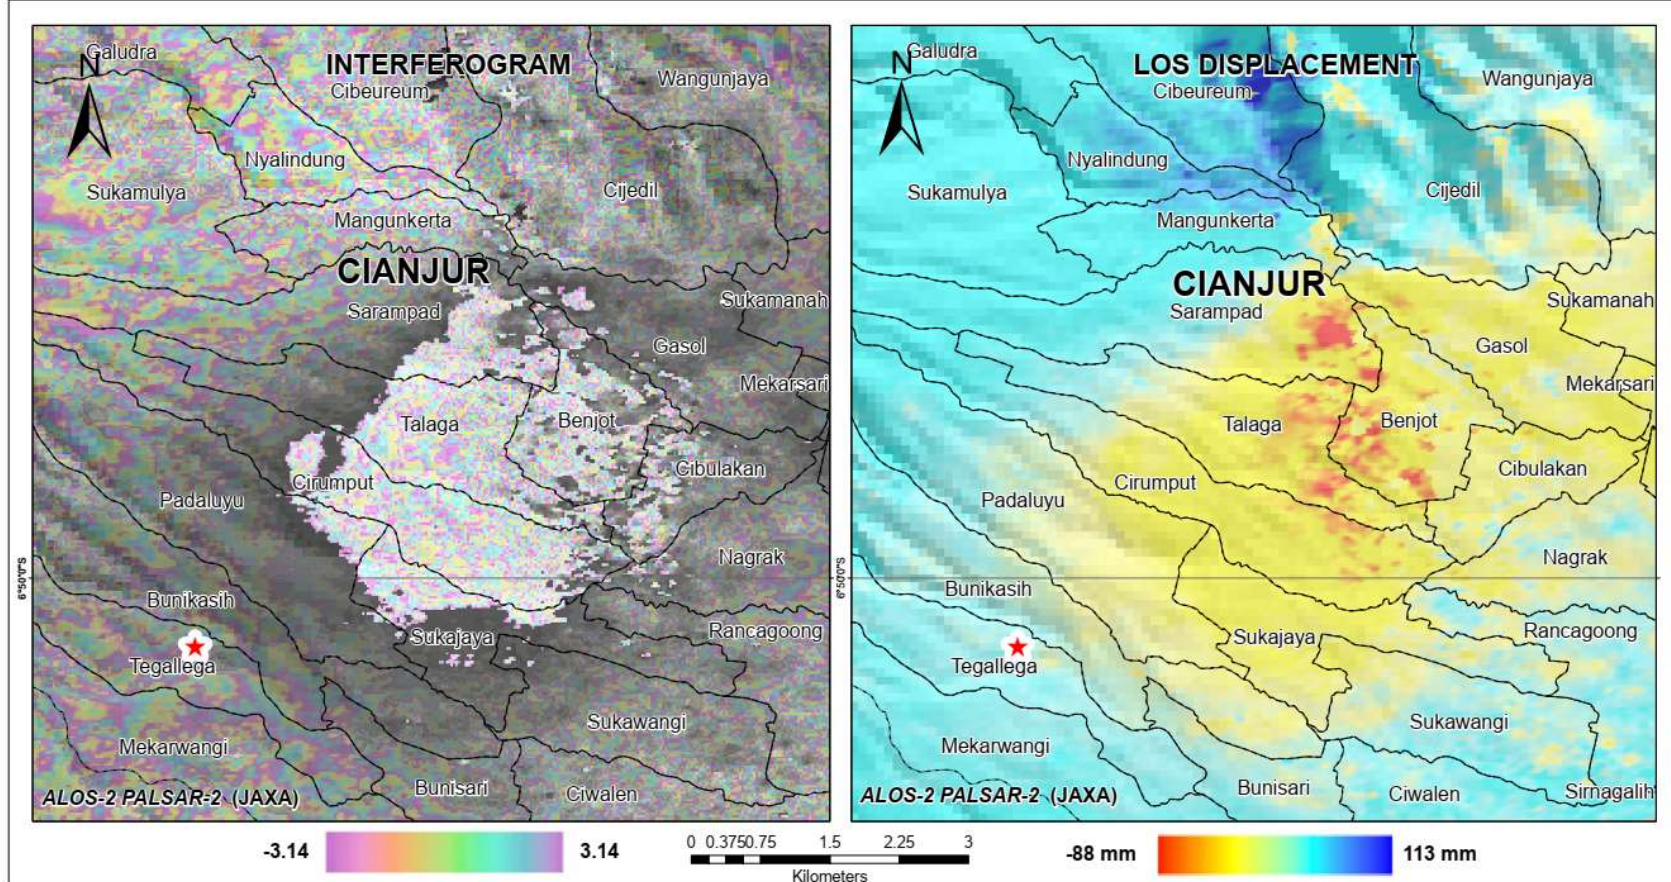 Galudra
N
INTERFEROGRAM
Cibeureum
Wangunjaya
Nyalindung
Sukamulya
Cijedil
Mangunkerta
CIANJUR
Sarampad
Sukamanah
Gasol
Mekarsari
Talaga
Benjot
Cibulakan
Cirumput
Padaluyu
Nagrak
6°50'0"S
Bunikasih
Rancagoong
Sukajaya
Tegallega
Sukawangi
Mekarwangi
Bunisari
Ciwalen
ALOS-2 PALSAR-2 (JAXA)
-3.14
3.14
Galudra
N
LOS DISPLACEMENT
Cibeureum
Wangunjaya
Nyalindung
Sukamulya
Cijedil
Mangunkerta
CIANJUR
Sarampad
Sukamanah
Gasol
Mekarsari
Talaga
Benjot
Cibulakan
Cirumput
Padaluyu
Nagrak
6°50'0"S
Bunikasih
Rancagoong
Sukajaya
Tegallega
Sukawangi
Mekarwangi
Bunisari
Ciwalen
Sirnagalih
ALOS-2 PALSAR-2 (JAXA)
0 0.375 0.75 1.5 2.25 3
Kilometers
-88 mm
113 mm